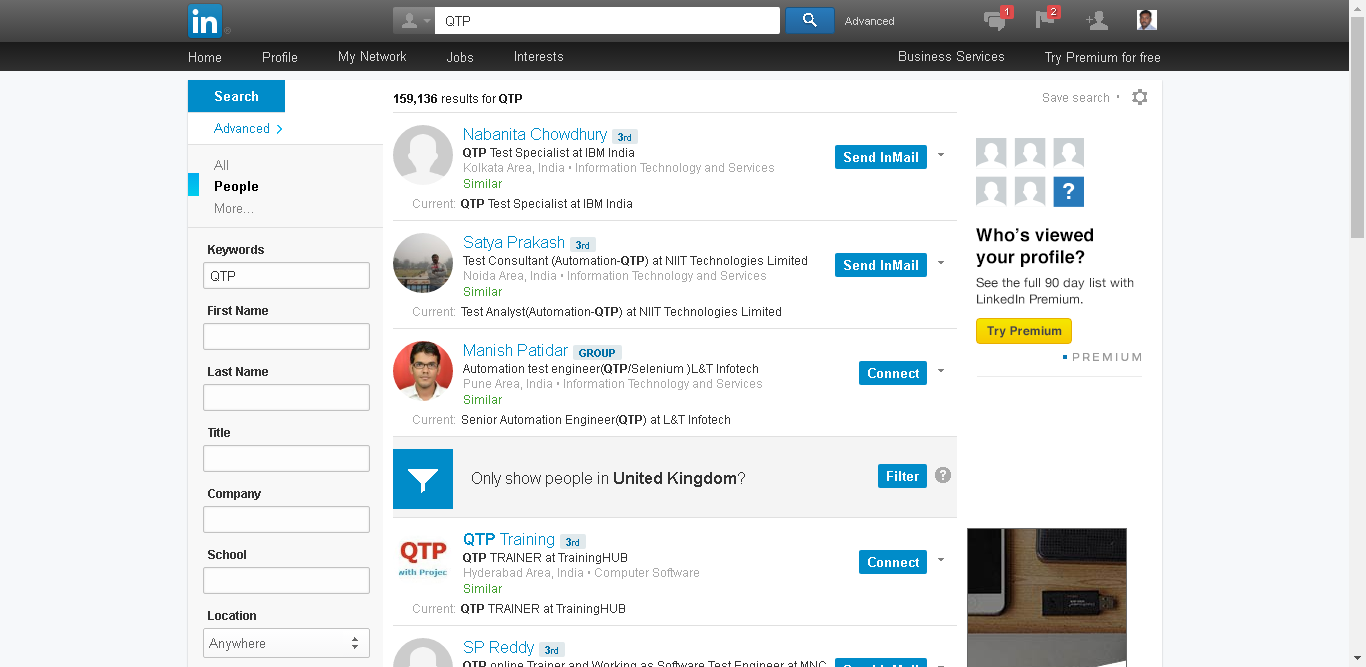 in
QTP
Advanced
1
2
Home
Profile
My Network
Jobs
Interests
Business Services
Try Premium for free
Search
Advanced
All
People
More...
Keywords
QTP
First Name
Last Name
Title
Company
School
Location
Anywhere
159,136 results for QTP
Save search
Nabanita Chowdhury 3rd
QTP Test Specialist at IBM India
Kolkata Area, India • Information Technology and Services
Similar
Current: QTP Test Specialist at IBM India
Send InMail
Satya Prakash 3rd
Test Consultant (Automation-QTP) at NIIT Technologies Limited
Noida Area, India • Information Technology and Services
Similar
Current: Test Analyst(Automation-QTP) at NIIT Technologies Limited
Send InMail
Manish Patidar GROUP
Automation test engineer(QTP/Selenium )L&T Infotech
Pune Area, India • Information Technology and Services
Similar
Current: Senior Automation Engineer(QTP) at L&T Infotech
Connect
Only show people in United Kingdom?
Filter
?
QTP
with Projec
QTP Training 3rd
QTP TRAINER at TrainingHUB
Hyderabad Area, India • Computer Software
Similar
Current: QTP TRAINER at TrainingHUB
Connect
SP Reddy 3rd
QTP online Trainer and Working as Software Test Engineer at MNC
Send InMail
?
Who's viewed
your profile?
See the full 90 day list with
LinkedIn Premium.
Try Premium
PREMIUM